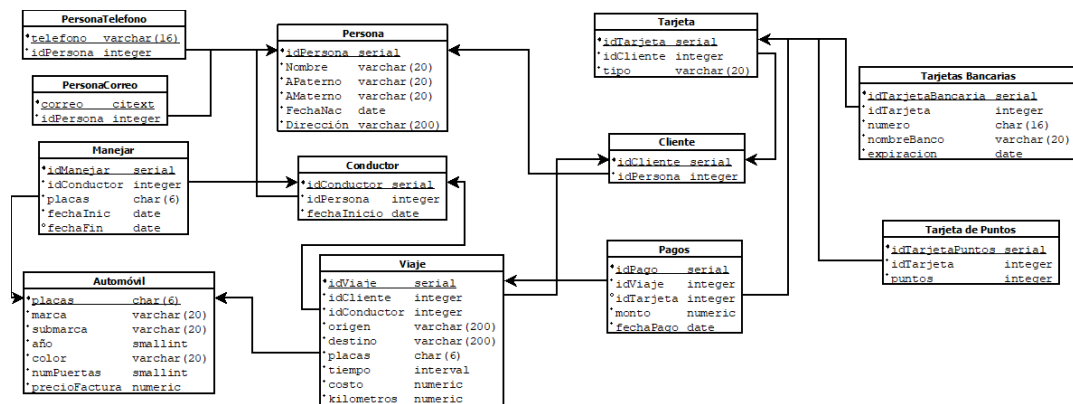 PersonaTelefono
telefono varchar(16)
idPersona integer
PersonaCorreo
correo citext
idPersona integer
Persona
idPersona serial
Nombre varchar(20)
APaterno varchar(20)
AMaterno varchar(20)
FechaNac date
Dirección varchar(200)
Tarjeta
idTarjeta serial
idCliente integer
tipo varchar(20)
Tarjetas Bancarias
idTarjetaBancaria serial
idTarjeta integer
numero char(16)
nombreBanco varchar(20)
expiracion date
Manejar
idManejar serial
idConductor integer
placas char(6)
fechaInic date
fechaFin date
Conductor
idConductor serial
idPersona integer
fechaInicio date
Cliente
idCliente serial
idPersona integer
Tarjeta de Puntos
idTarjetaPuntos serial
idTarjeta integer
puntos integer
Automóvil
placas char(6)
marca varchar(20)
submarca varchar(20)
año smallint
color varchar(20)
numPuertas smallint
precioFactura numeric
Viaje
idViaje serial
idCliente integer
idConductor integer
origen varchar(200)
destino varchar(200)
placas char(6)
tiempo interval
costo numeric
kilometros numeric
Pagos
idPago serial
idViaje integer
idTarjeta integer
monto numeric
fechaPago date